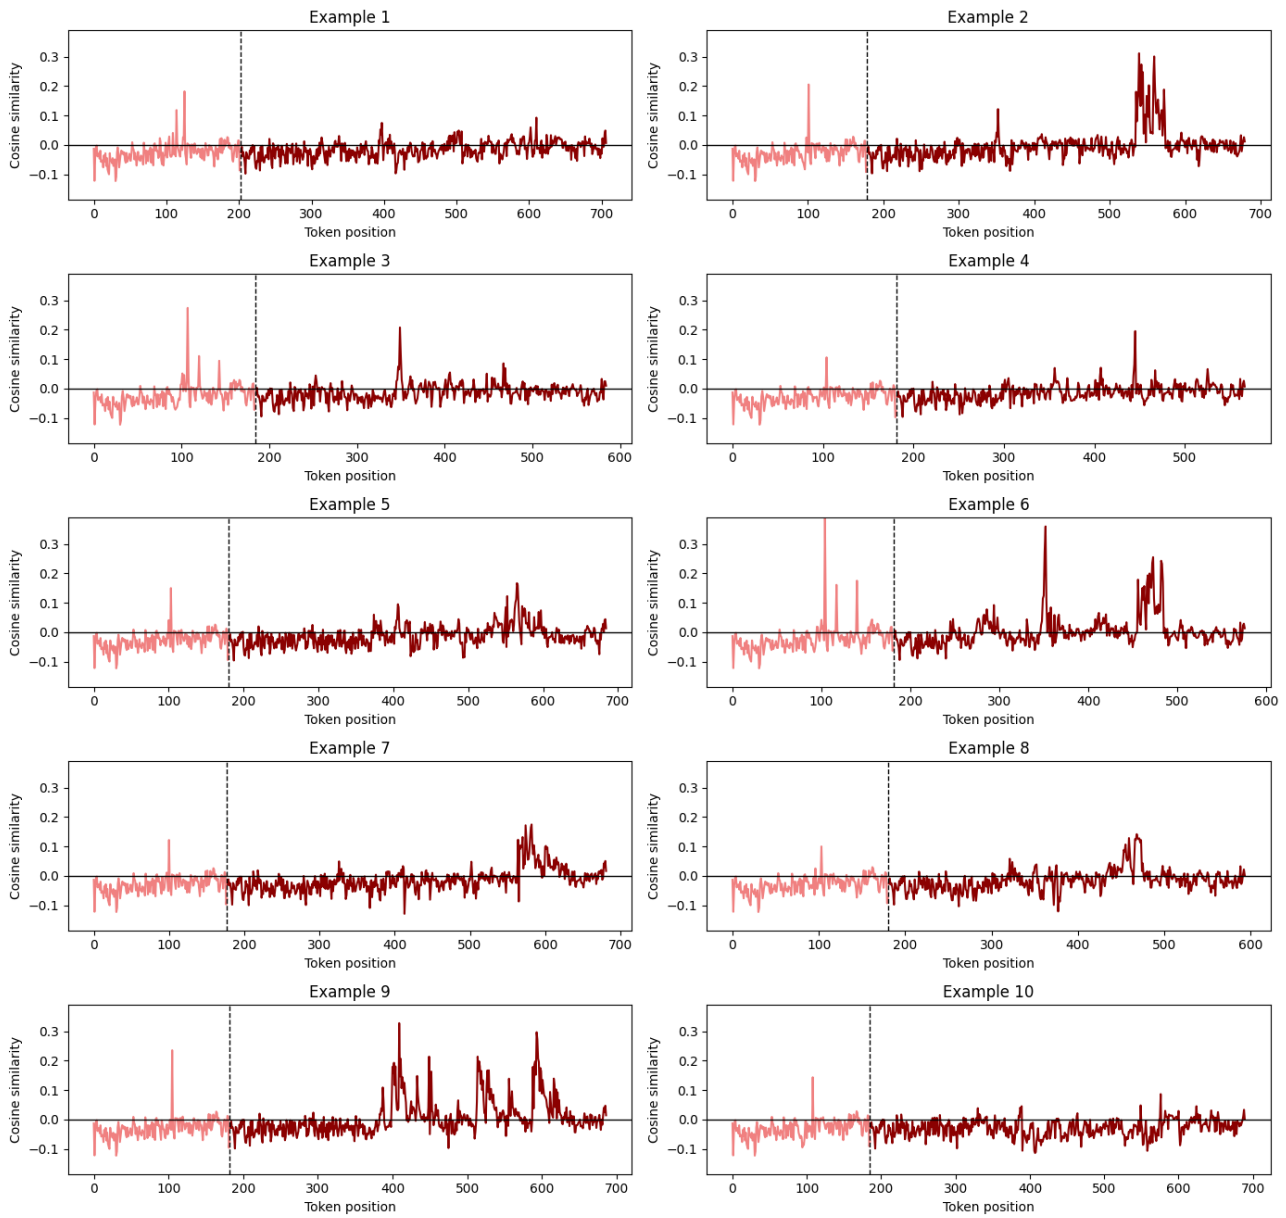 Example 1
Cosine similarity
0.3
0.2
0.1
0.0
−0.1
0 100 200 300 400 500 600 700
Token position
Example 2
Cosine similarity
0.3
0.2
0.1
0.0
−0.1
0 100 200 300 400 500 600 700
Token position
Example 3
Cosine similarity
0.3
0.2
0.1
0.0
−0.1
0 100 200 300 400 500 600
Token position
Example 4
Cosine similarity
0.3
0.2
0.1
0.0
−0.1
0 100 200 300 400 500
Token position
Example 5
Cosine similarity
0.3
0.2
0.1
0.0
−0.1
0 100 200 300 400 500 600 700
Token position
Example 6
Cosine similarity
0.3
0.2
0.1
0.0
−0.1
0 100 200 300 400 500 600
Token position
Example 7
Cosine similarity
0.3
0.2
0.1
0.0
−0.1
0 100 200 300 400 500 600 700
Token position
Example 8
Cosine similarity
0.3
0.2
0.1
0.0
−0.1
0 100 200 300 400 500 600
Token position
Example 9
Cosine similarity
0.3
0.2
0.1
0.0
−0.1
0 100 200 300 400 500 600 700
Token position
Example 10
Cosine similarity
0.3
0.2
0.1
0.0
−0.1
0 100 200 300 400 500 600 700
Token position